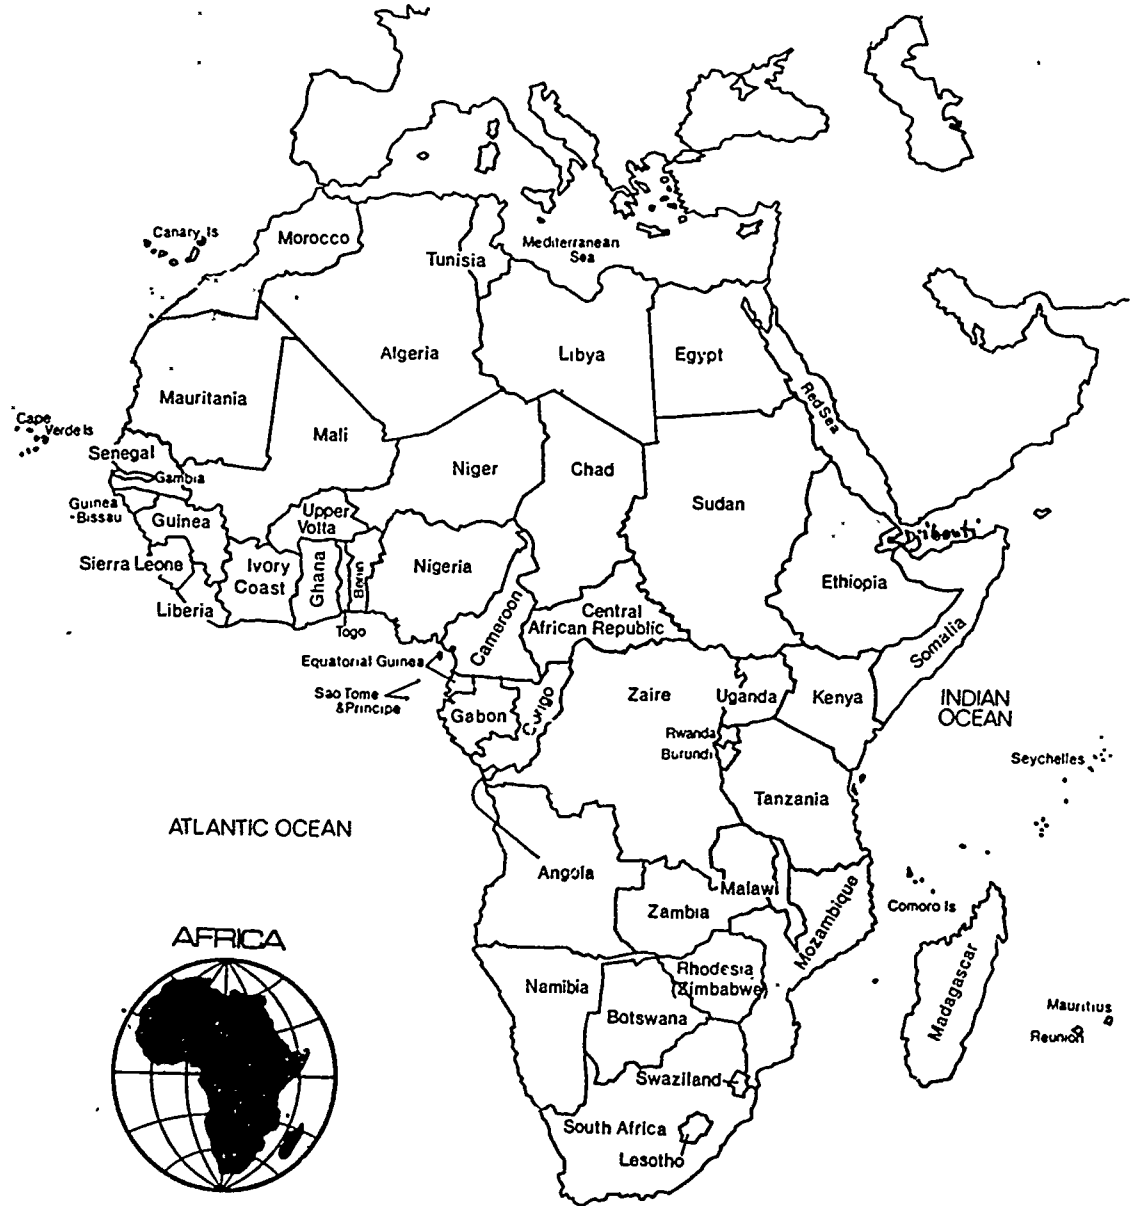 Canary Is
Morocco
Mediterranean
Sea
Tunisia
Algeria
Libya
Egypt
Mauritania
Red Sea
Cape
Verde Is
Mali
Senegal
Niger
Chad
Gambia
Sudan
Guinea
-Bissau
Upper
Volta
Guinea
Djibouti
Sierra Leone
Ivory
Coast
Ghana
Benin
Nigeria
Ethiopia
Liberia
Togo
Cameroon
Central
African Republic
Somalia
Equatorial Guinea
Sao Tome
&Principe
Gabon
Congo
Zaire
Uganda
Kenya
INDIAN
OCEAN
Rwanda
Burundi
Seychelles
Tanzania
ATLANTIC OCEAN
Angola
Malawi
Zambia
Mozambique
Comoro Is
AFRICA
Madagascar
Namibia
Rhodesia
(Zimbabwe)
Botswana
Mauritius
Reunion
Swaziland
South Africa
Lesotho